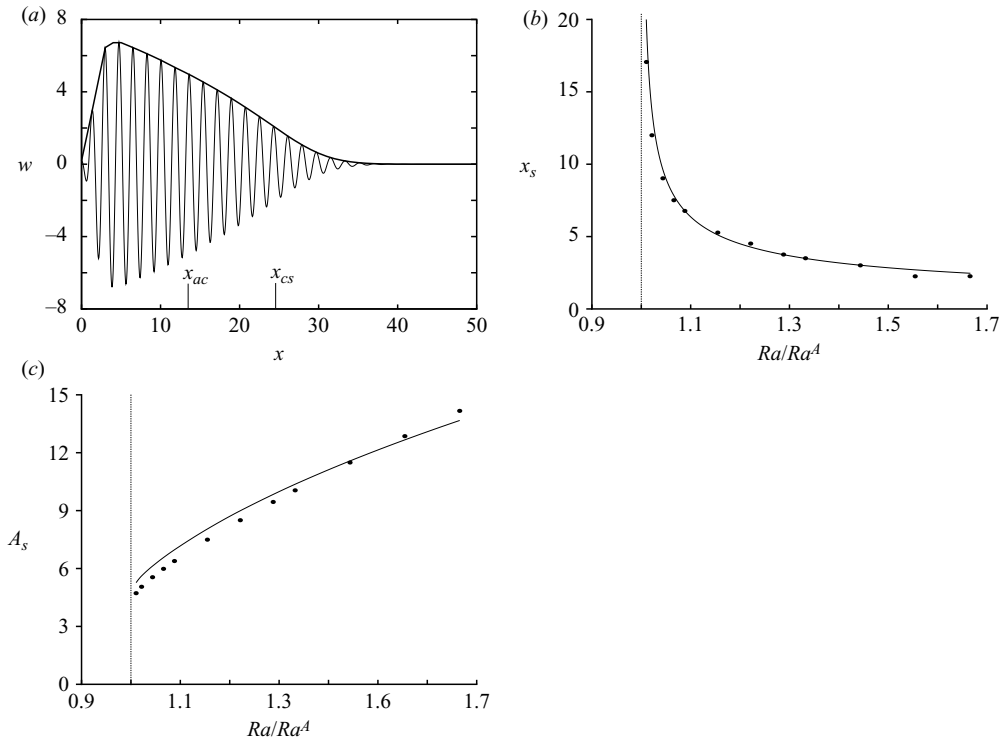 (a)
8
4
w
0
−4
−8
x_ac
x_cs
0 10 20 30 40 50
x
(b)
20
15
x_s
10
5
0
0.9 1.1 1.3 1.5 1.7
Ra/Ra^A
(c)
15
12
9
A_s
6
3
0
0.9 1.1 1.3 1.6 1.7
Ra/Ra^A